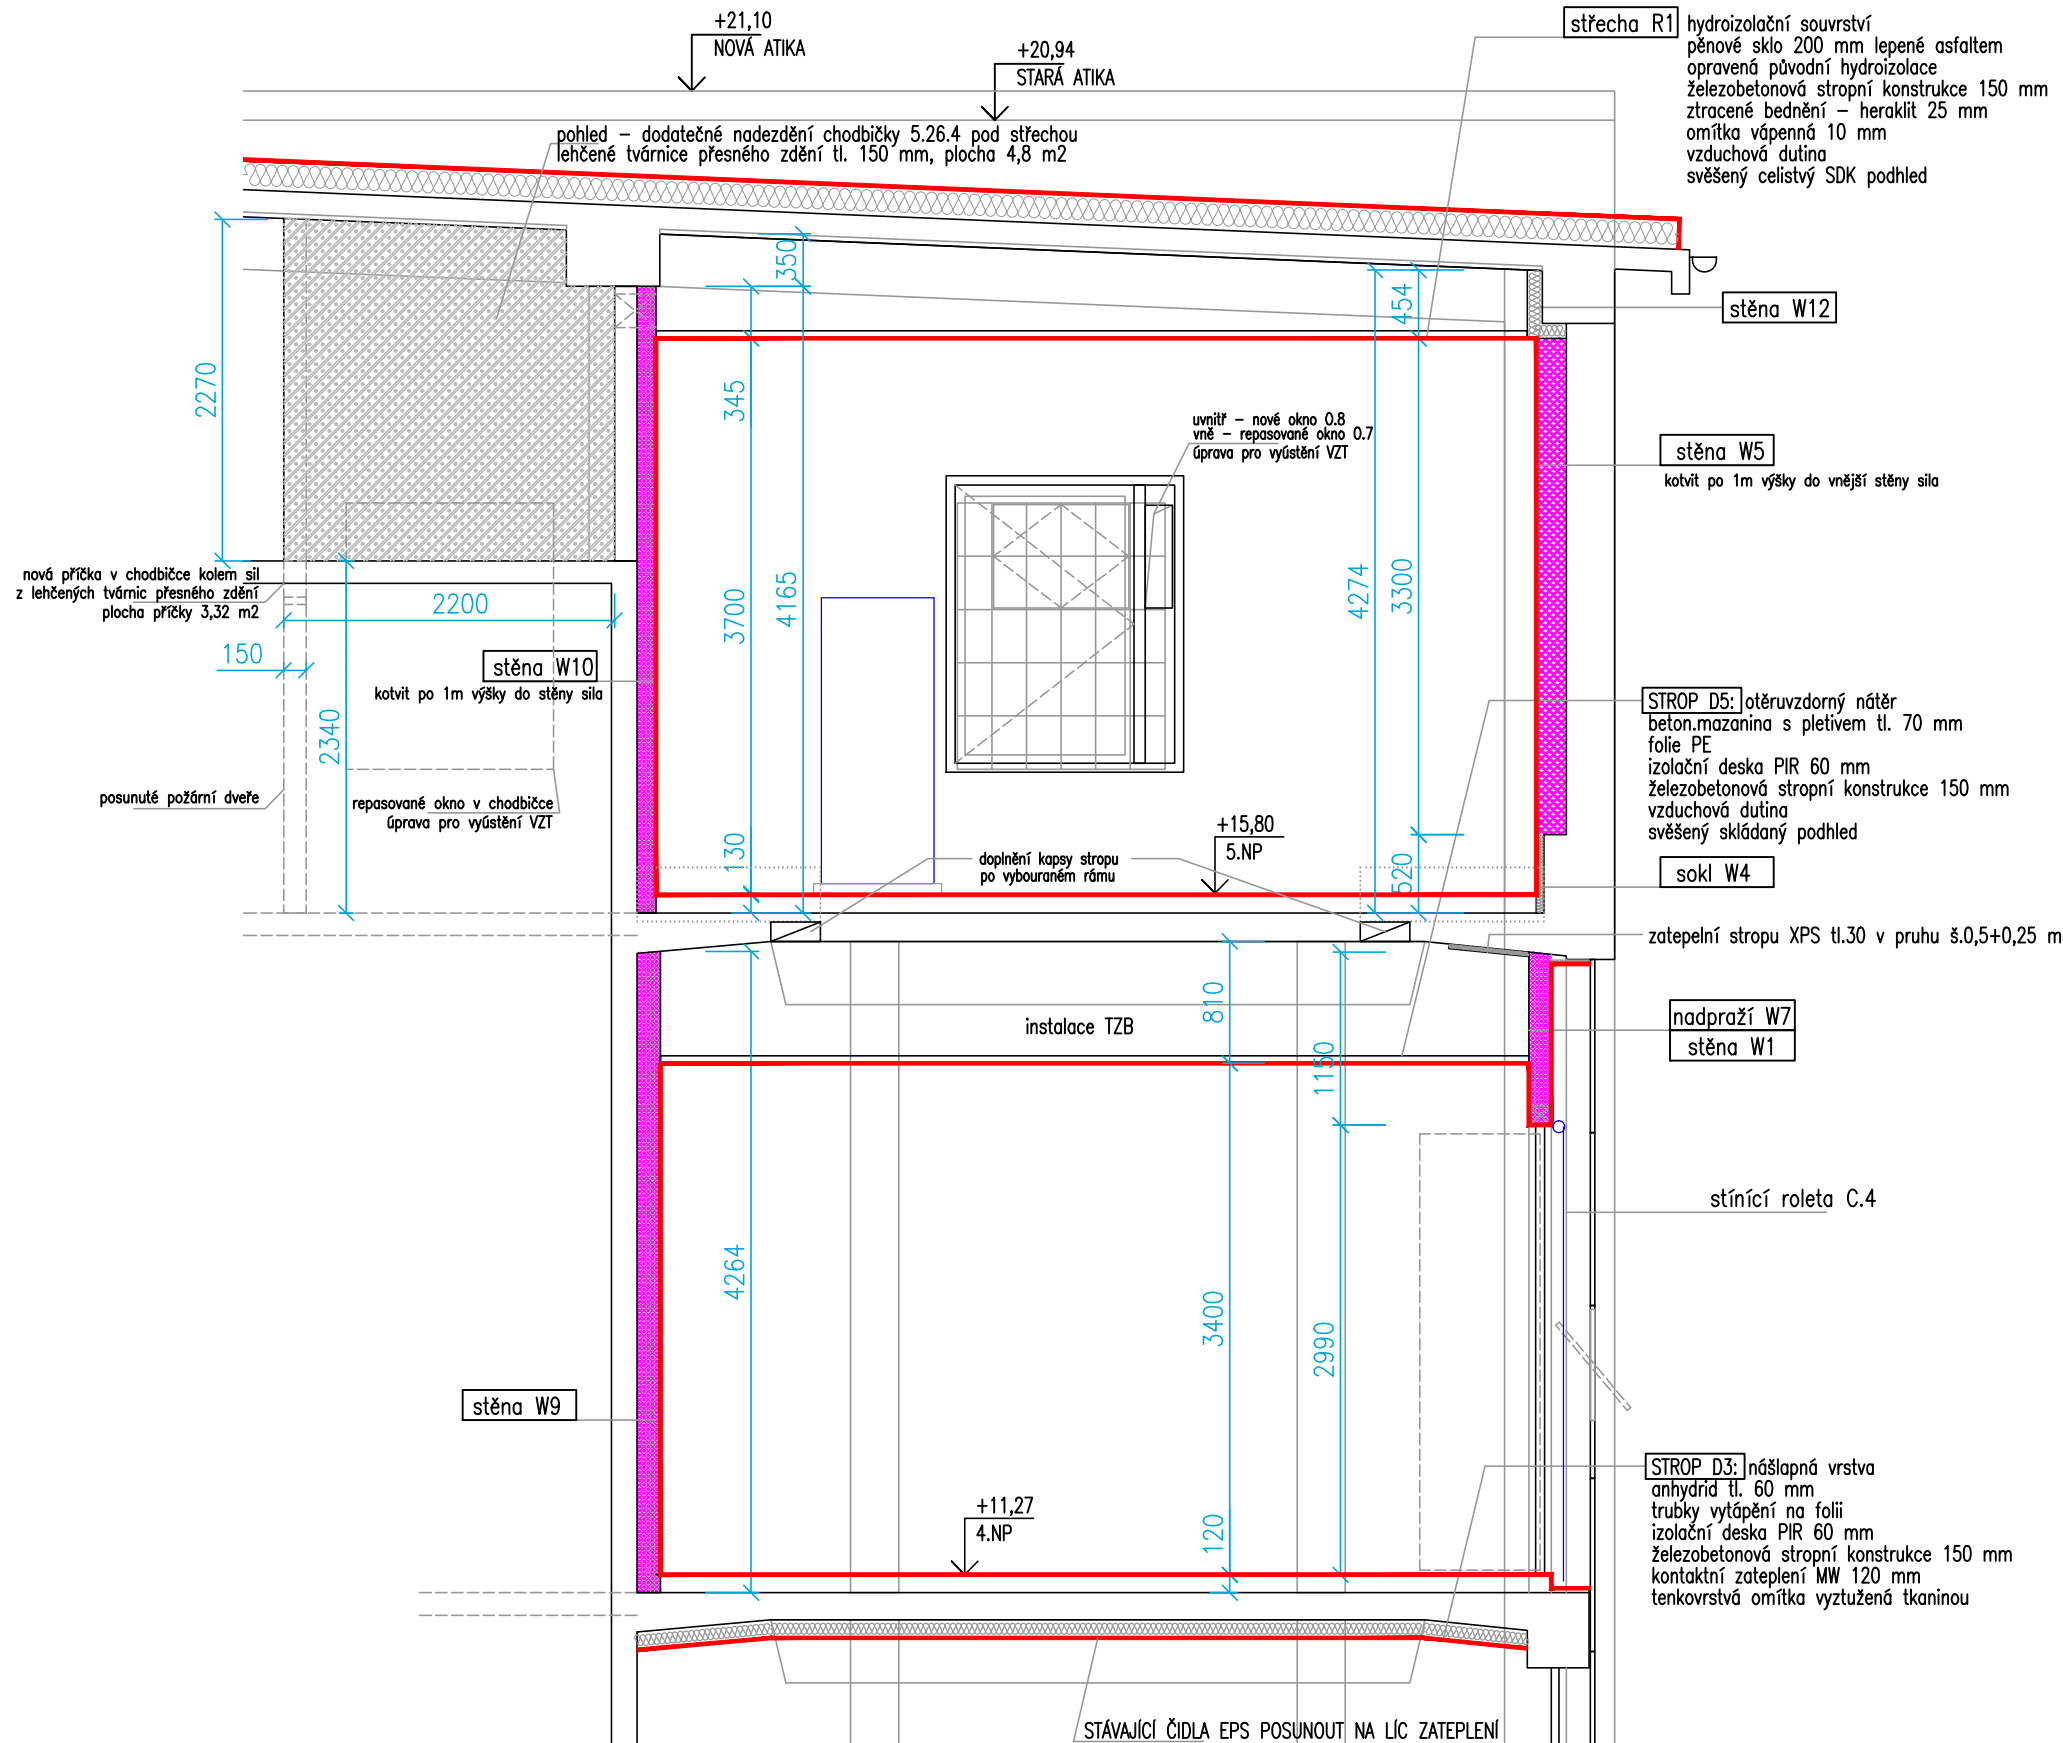 +21,10
NOVÁ ATIKA
+20,94
STARÁ ATIKA
střecha R1
hydroizolační souvrství
pěnové sklo 200 mm lepené asfaltem
opravená původní hydroizolace
železobetonová stropní konstrukce 150 mm
ztracené bednění – heraklit 25 mm
omítka vápenná 10 mm
vzduchová dutina
svěšený celistvý SDK podhled
pohled – dodatečné nadezdění chodbičky 5.26.4 pod střechou
lehčené tvárnice přesného zdění tl. 150 mm, plocha 4,8 m2
350
454
stěna W12
2270
345
uvnitř – nové okno O.8
vně – repasované okno O.7
úprava pro vyústění VZT
stěna W5
kotvit po 1m výšky do vnější stěny sila
nová příčka v chodbičce kolem sil
z lehčených tvárnic přesného zdění
plocha příčky 3,32 m2
2200
3700
4165
4274
3300
150
stěna W10
kotvit po 1m výšky do stěny sila
2340
STROP D5: otěruvzdorný nátěr
beton.mazanina s pletivem tl. 70 mm
folie PE
izolační deska PIR 60 mm
železobetonová stropní konstrukce 150 mm
vzduchová dutina
svěšený skládaný podhled
posunuté požární dveře
repasované okno v chodbičce
úprava pro vyústění VZT
130
+15,80
5.NP
doplnění kapsy stropu
po vybouraném rámu
520
sokl W4
zatepelní stropu XPS tl.30 v pruhu š.0,5+0,25 m
810
instalace TZB
1150
nadpraží W7
stěna W1
stínící roleta C.4
4264
3400
2990
stěna W9
+11,27
4.NP
120
STROP D3: nášlapná vrstva
anhydrid tl. 60 mm
trubky vytápění na folii
izolační deska PIR 60 mm
železobetonová stropní konstrukce 150 mm
kontaktní zateplení MW 120 mm
tenkovrstvá omítka vyztužená tkaninou
STÁVAJÍCÍ ČIDLA EPS POSUNOUT NA LÍC ZATEPLENÍ